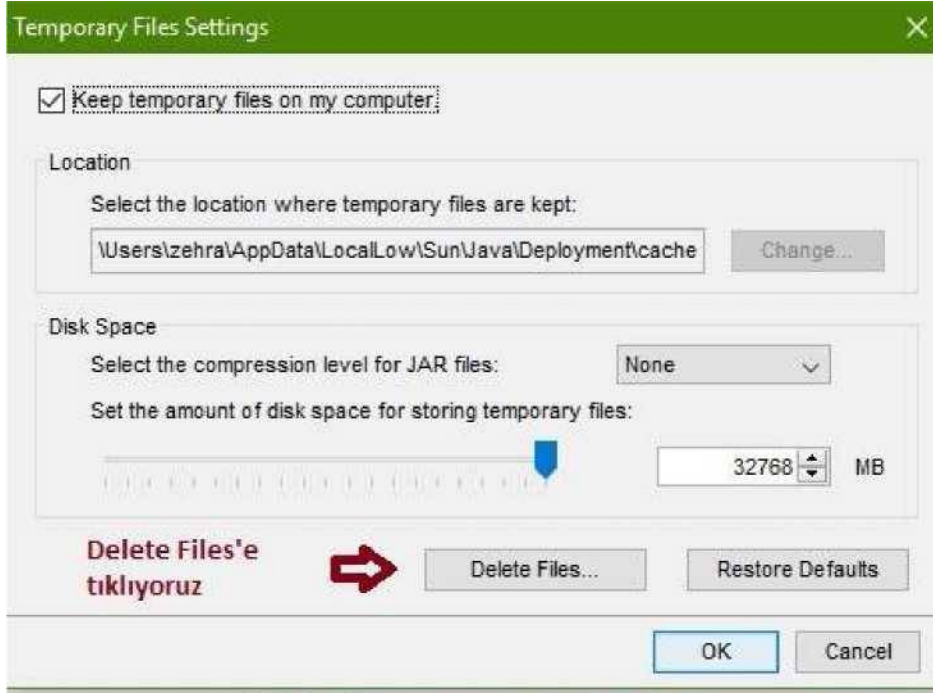 Temporary Files Settings
Keep temporary files on my computer
Location
Select the location where temporary files are kept:
\Users\zehra\AppData\LocalLow\Sun\Java\Deployment\cache
Change...
Disk Space
Select the compression level for JAR files:
None
Set the amount of disk space for storing temporary files:
32768 MB
Delete Files'e
tıklıyoruz
Delete Files...
Restore Defaults
OK
Cancel